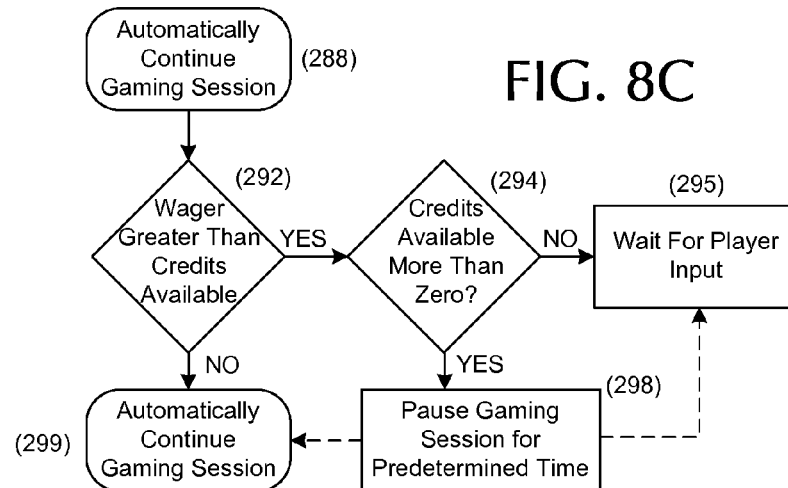 Automatically
Continue
Gaming Session
(288)
FIG. 8C
(292)
Wager
Greater Than
Credits
Available
YES
(294)
Credits
Available
More Than
Zero?
NO
(295)
Wait For Player
Input
NO
YES
(299)
Automatically
Continue
Gaming Session
(298)
Pause Gaming
Session for
Predetermined Time